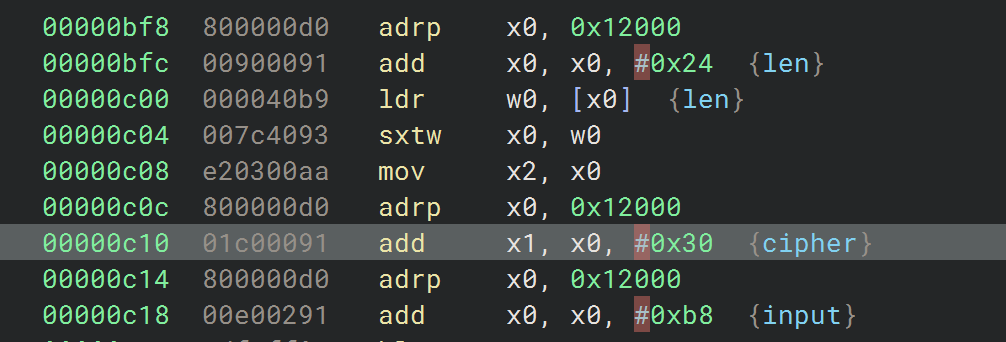 00000bf8 800000d0 adrp x0, 0x12000
00000bfc 00900091 add x0, x0, #0x24 {len}
00000c00 000040b9 ldr w0, [x0] {len}
00000c04 007c4093 sxtw x0, w0
00000c08 e20300aa mov x2, x0
00000c0c 800000d0 adrp x0, 0x12000
00000c10 01c00091 add x1, x0, #0x30 {cipher}
00000c14 800000d0 adrp x0, 0x12000
00000c18 00e00291 add x0, x0, #0xb8 {input}